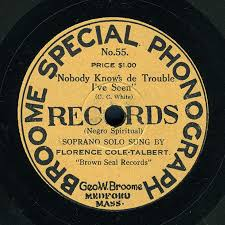 BROOME SPECIAL PHONOGRAPH
No. 55.
PRICE $1.00
"Nobody Know's de Trouble
I've Seen"
(C. C. White)
RECORDS
(Negro Spiritual)
SOPRANO SOLO SUNG BY
FLORENCE COLE-TALBERT.
"Brown Seal Records"
Geo. W. Broome
MEDFORD
MASS.